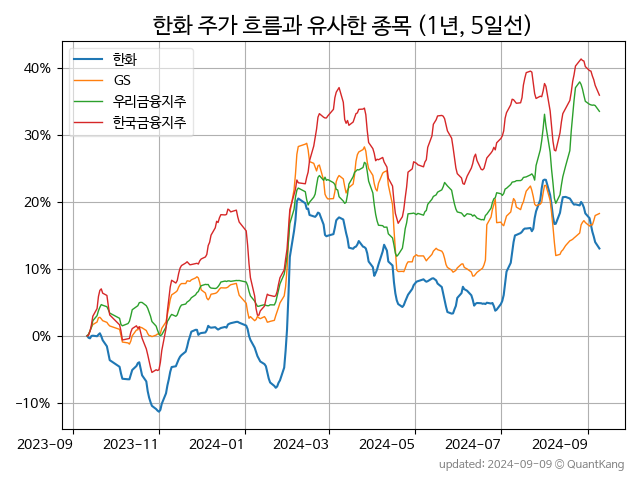 한화 주가 흐름과 유사한 종목 (1년, 5일선)
한화
GS
우리금융지주
한국금융지주
40%
30%
20%
10%
0%
−10%
2023-09
2023-11
2024-01
2024-03
2024-05
2024-07
2024-09
updated: 2024-09-09 © QuantKang